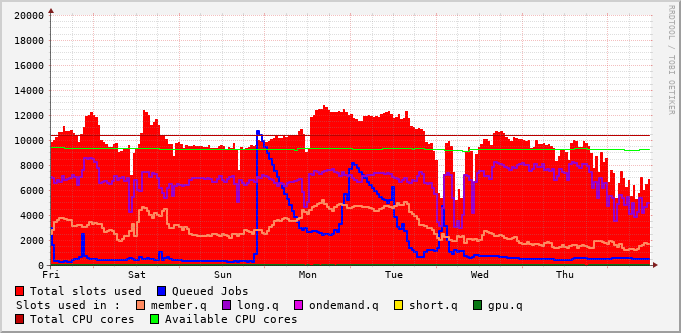 20000
18000
16000
14000
12000
10000
8000
6000
4000
2000
0
Fri Sat Sun Mon Tue Wed Thu
RRDTOOL / TOBI OETIKER
Total slots used Queued Jobs
Slots used in : member.q long.q ondemand.q short.q gpu.q
Total CPU cores Available CPU cores